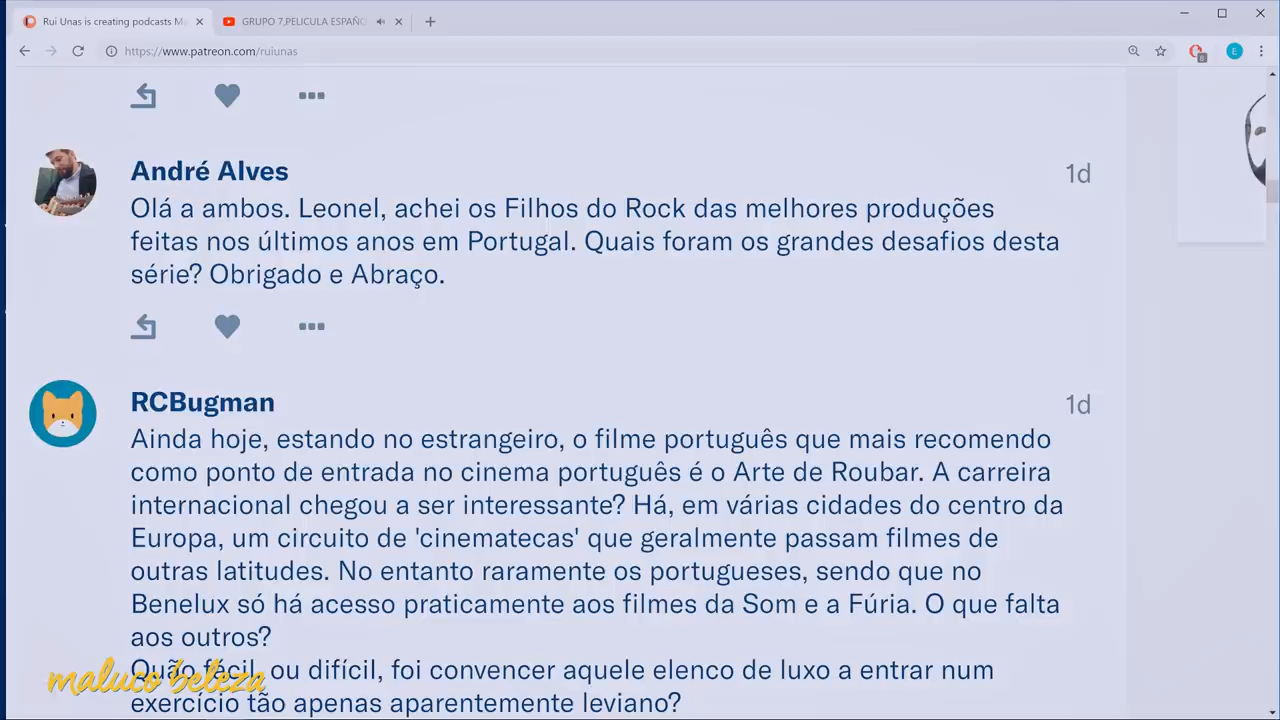 Rui Unas is creating podcasts M
GRUPO 7.PELICULA ESPAÑO
https://www.patreon.com/ruiunas
E
André Alves
1d
Olá a ambos. Leonel, achei os Filhos do Rock das melhores produções
feitas nos últimos anos em Portugal. Quais foram os grandes desafios desta
série? Obrigado e Abraço.
RCBugman
1d
Ainda hoje, estando no estrangeiro, o filme português que mais recomendo
como ponto de entrada no cinema português é o Arte de Roubar. A carreira
internacional chegou a ser interessante? Há, em várias cidades do centro da
Europa, um circuito de 'cinematecas' que geralmente passam filmes de
outras latitudes. No entanto raramente os portugueses, sendo que no
Benelux só há acesso praticamente aos filmes da Som e a Fúria. O que falta
aos outros?
Quão fácil, ou difícil, foi convencer aquele elenco de luxo a entrar num
exercício tão apenas aparentemente leviano?
maluco beleza